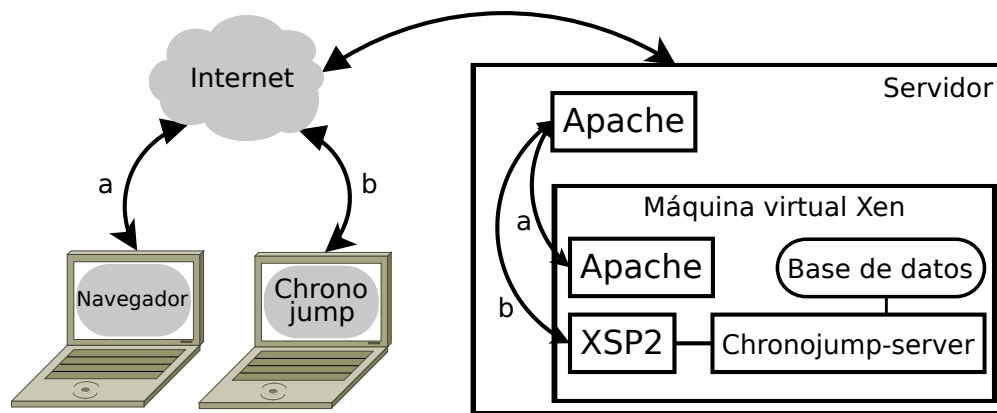 Internet
Servidor
Apache
a
b
Máquina virtual Xen
a
Apache
Base de datos
Navegador
Chrono
jump
b
XSP2
Chronojump-server